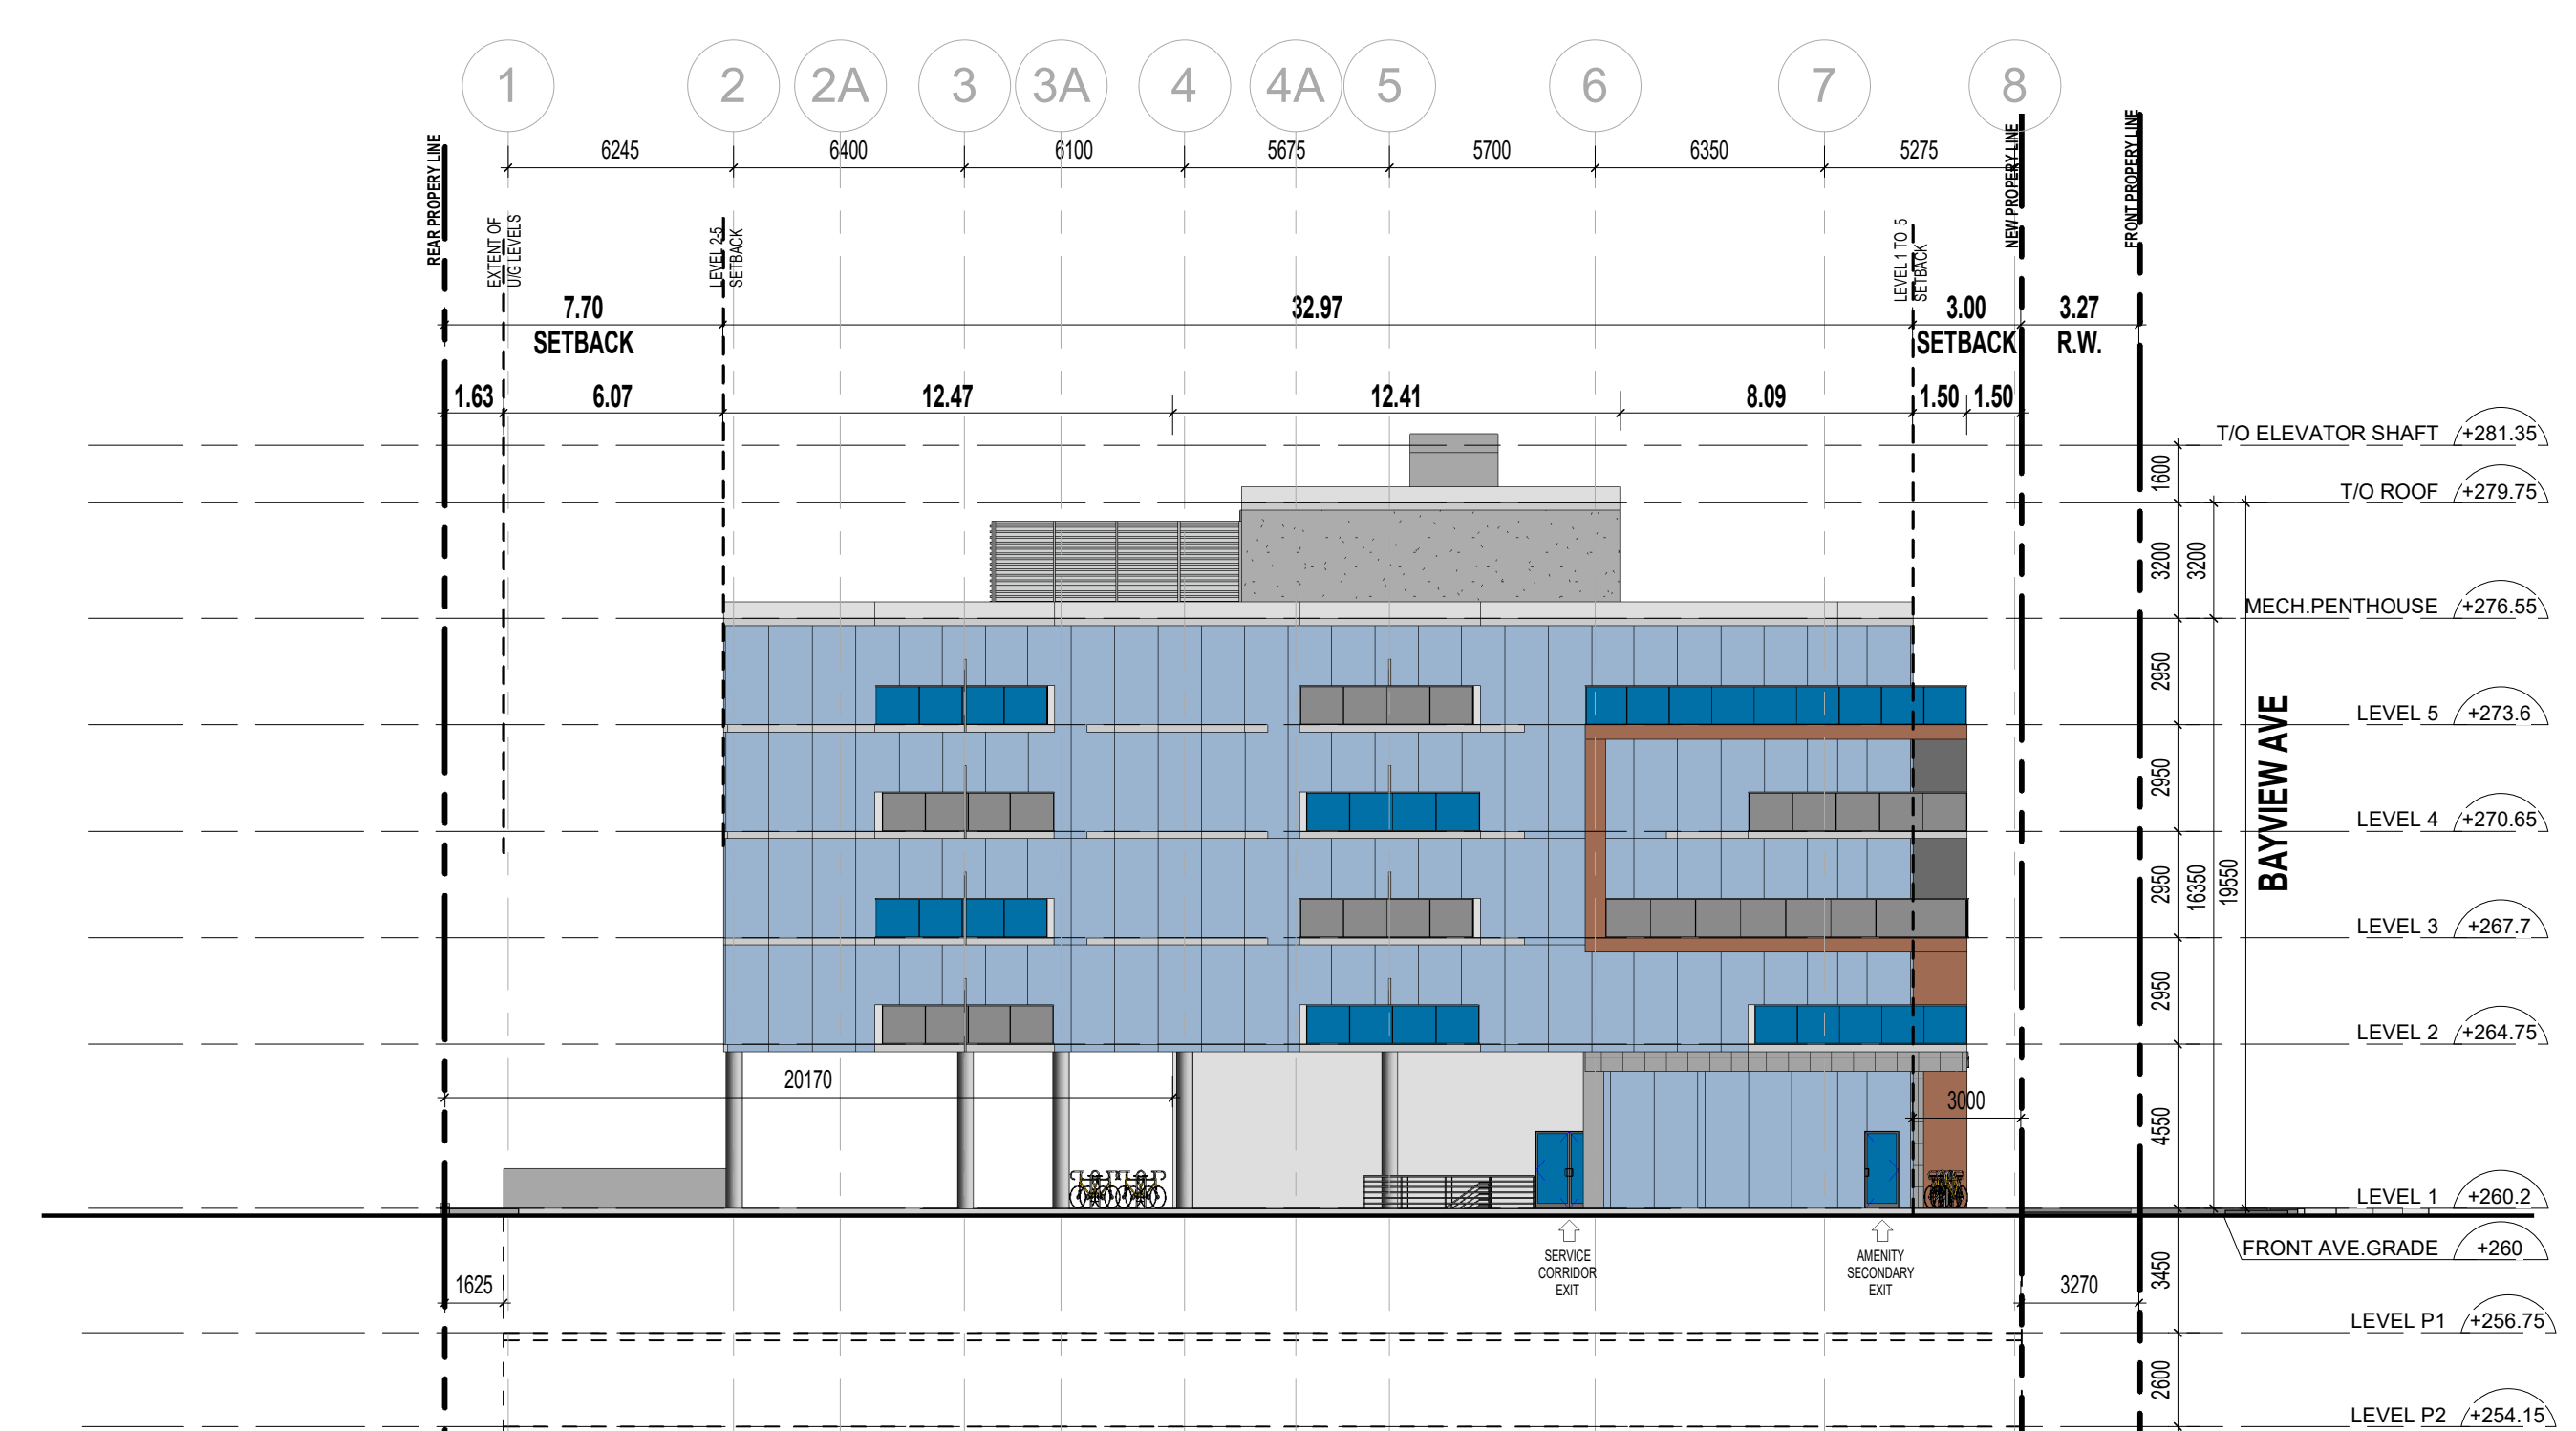 1 2 2A 3 3A 4 4A 5 6 7 8
6245 6400 6100 5675 5700 6350 5275
REAR PROPERY LINE
EXTENT OF
U/G LEVELS
LEVEL 2-5
SETBACK
LEVEL 1 TO 5
SETBACK
NEW PROPERY LINE
FRONT PROPERY LINE
7.70 32.97 3.00 3.27
SETBACK SETBACK R.W.
1.63 6.07 12.47 12.41 8.09 1.50 1.50
T/O ELEVATOR SHAFT +281.35
1600
T/O ROOF +279.75
3200 3200
MECH.PENTHOUSE +276.55
2950
LEVEL 5 +273.6
2950
BAYVIEW AVE
LEVEL 4 +270.65
2950 16350 19550
LEVEL 3 +267.7
2950
LEVEL 2 +264.75
20170
3000
4550
LEVEL 1 +260.2
FRONT AVE.GRADE +260
SERVICE
CORRIDOR
EXIT
AMENITY
SECONDARY
EXIT
1625
3270
3450
LEVEL P1 +256.75
2600
LEVEL P2 +254.15